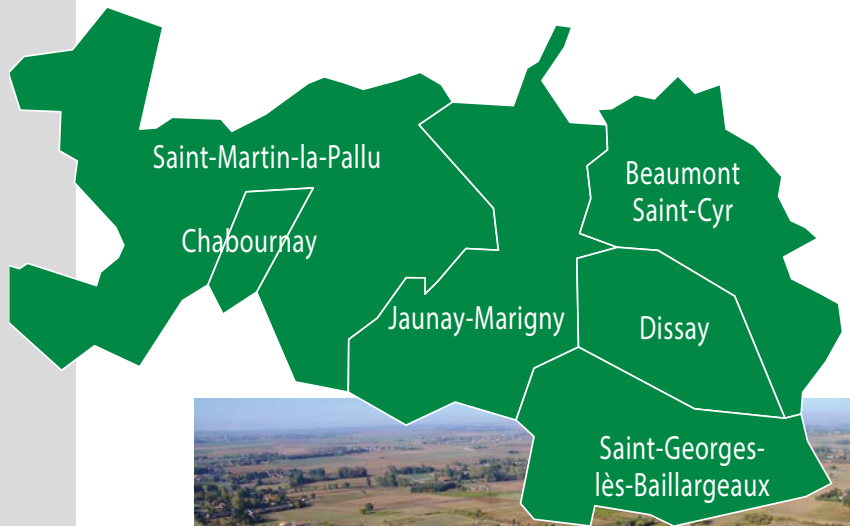 Saint-Martin-la-Pallu
Chabournay
Beaumont
Saint-Cyr
Jaunay-Marigny
Dissay
Saint-Georges-
lès-Baillargeaux